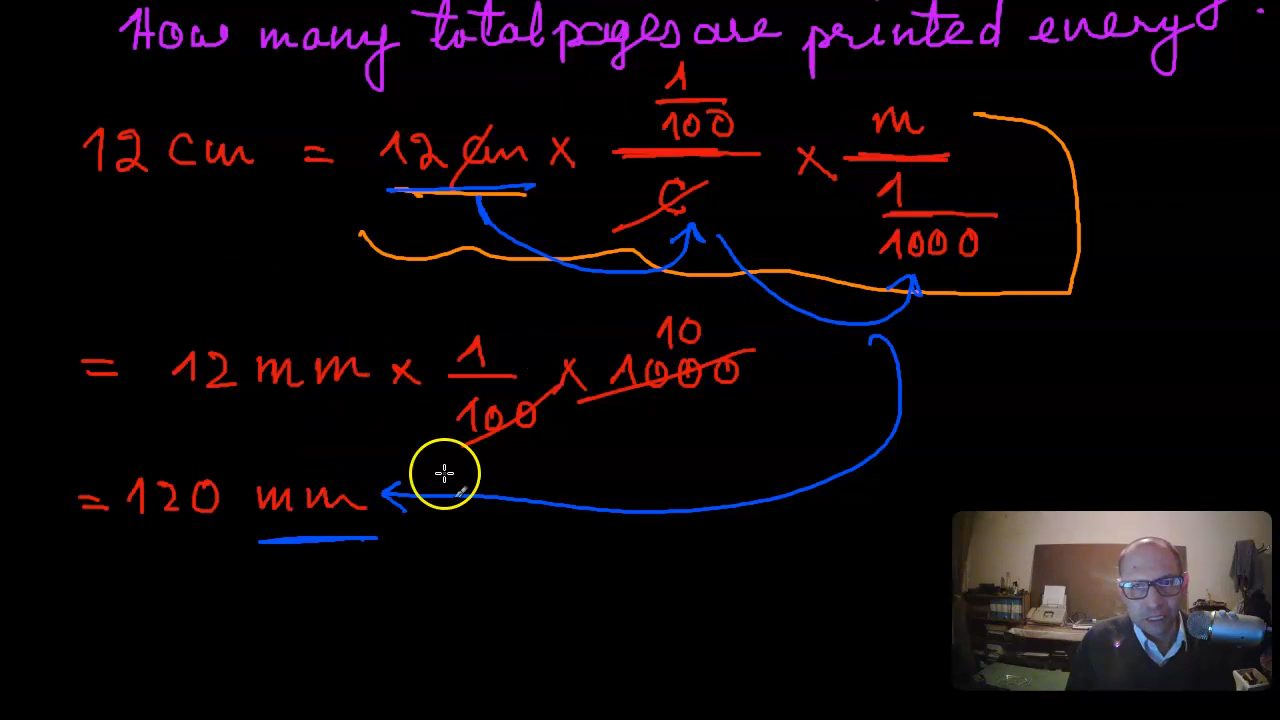 How many total pages are printed every
12 cm = 12 cm × 1/100 / c × m / 1/1000
= 12 mm × 1/100 × 1000 10
= 120 mm